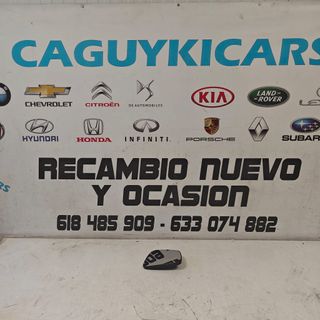 CAGUYKICARS
CHEVROLET
CITROËN
DS AUTOMOBILES
KIA
LAND ROVER
HYUNDAI
HONDA
INFINITI
PORSCHE
RENAULT
SUBARU
RECAMBIO NUEVO
Y OCASION
618 485 909 - 633 074 882